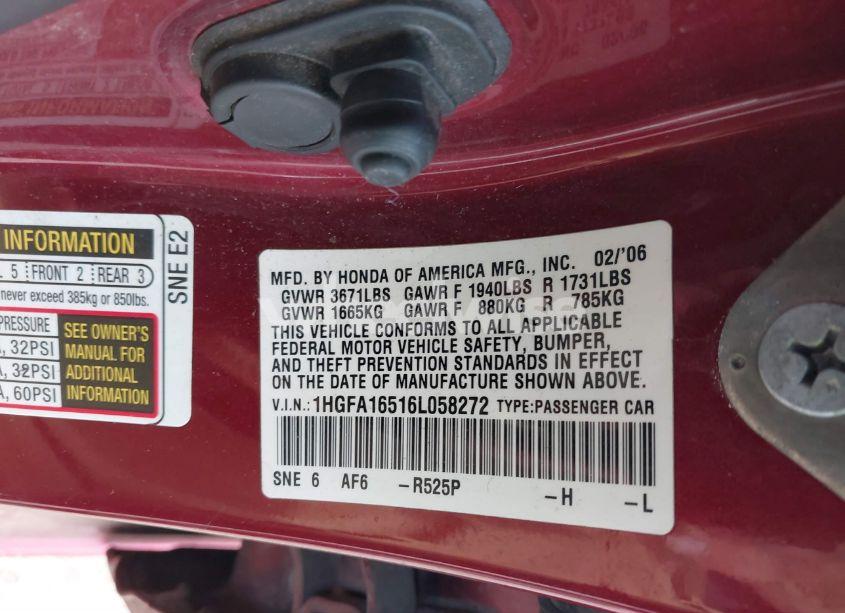 INFORMATION
L 5 FRONT 2 REAR 3
never exceed 385kg or 850lbs.
PRESSURE
A, 32PSI
A, 32PSI
A, 60PSI
SEE OWNER'S
MANUAL FOR
ADDITIONAL
INFORMATION
SNE E2
MFD. BY HONDA OF AMERICA MFG., INC. 02/'06
GVWR 3671LBS GAWR F 1940LBS R 1731LBS
GVWR 1665KG GAWR F 880KG R 785KG
THIS VEHICLE CONFORMS TO ALL APPLICABLE
FEDERAL MOTOR VEHICLE SAFETY, BUMPER,
AND THEFT PREVENTION STANDARDS IN EFFECT
ON THE DATE OF MANUFACTURE SHOWN ABOVE.
V.I.N.: 1HGFA16516L058272 TYPE:PASSENGER CAR
SNE 6 AF6 -R525P -H -L